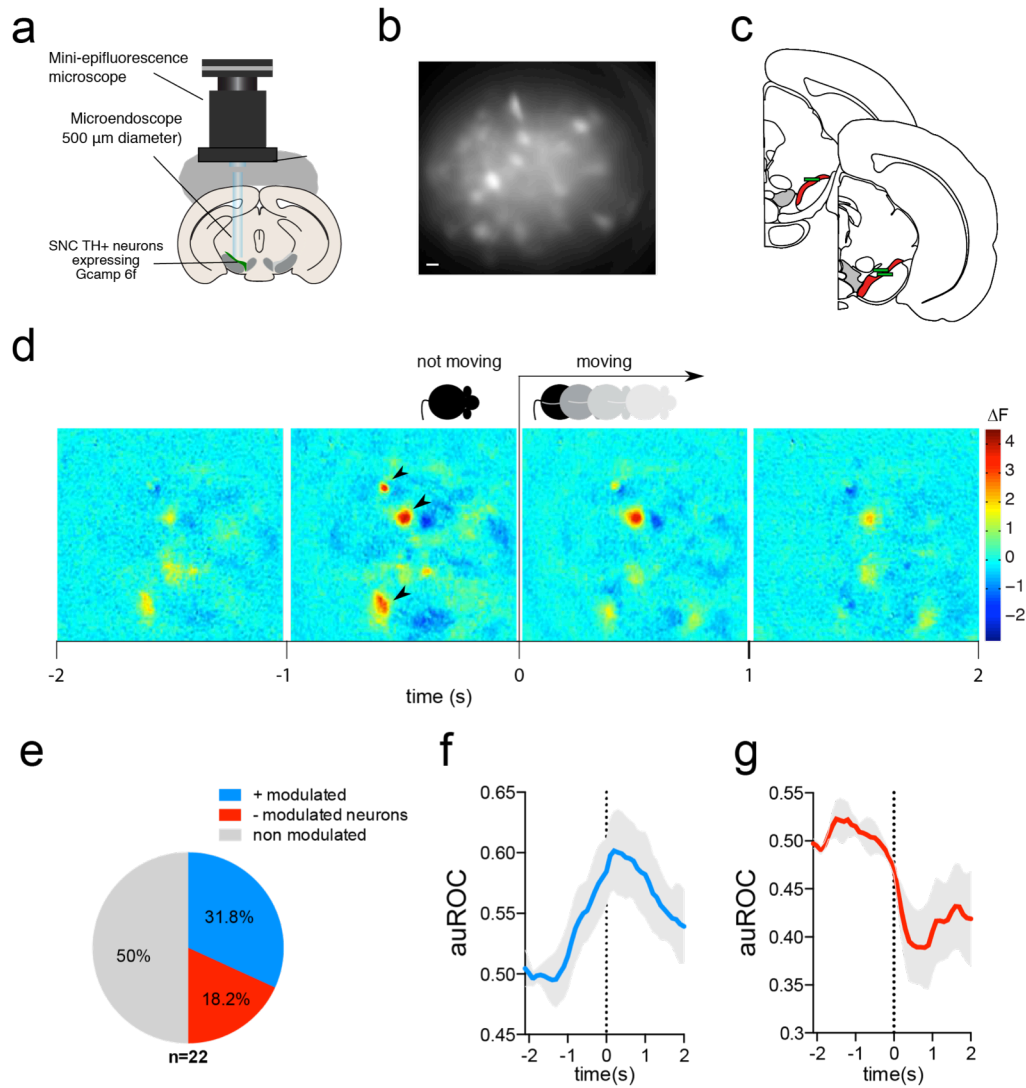 a
Mini-epifluorescence
microscope
Microendoscope
500 µm diameter)
SNC TH+ neurons
expressing
Gcamp 6f
b
c
d
not moving
moving
ΔF
4
3
2
1
0
−1
−2
-2
-1
0
1
2
time (s)
e
+ modulated
- modulated neurons
non modulated
31.8%
50%
18.2%
n=22
f
0.65
0.60
0.55
0.50
0.45
auROC
-2
-1
0
1
2
time(s)
g
0.55
0.50
0.45
0.40
0.3
auROC
-2
-1
0
1
2
time(s)